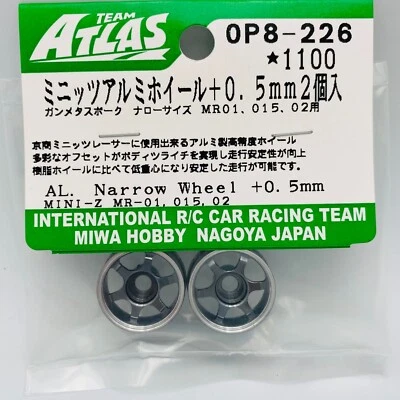 TEAM
ATLAS
OP8-226
★1100
ミニッツアルミホイール+0.5mm2個入
ガンメタスポーク ナローサイズ MR01、015、02用
京商ミニッツレーサーに使用出来るアルミ製高精度ホイール
多彩なオフセットがボディツライチを実現し走行安定性が向上
樹脂ホイールに比べて低重心になり安定した走行が可能です.
AL. Narrow Wheel +0.5mm
MINI-Z MR-01,015,02
INTERNATIONAL R/C CAR RACING TEAM
MIWA HOBBY NAGOYA JAPAN